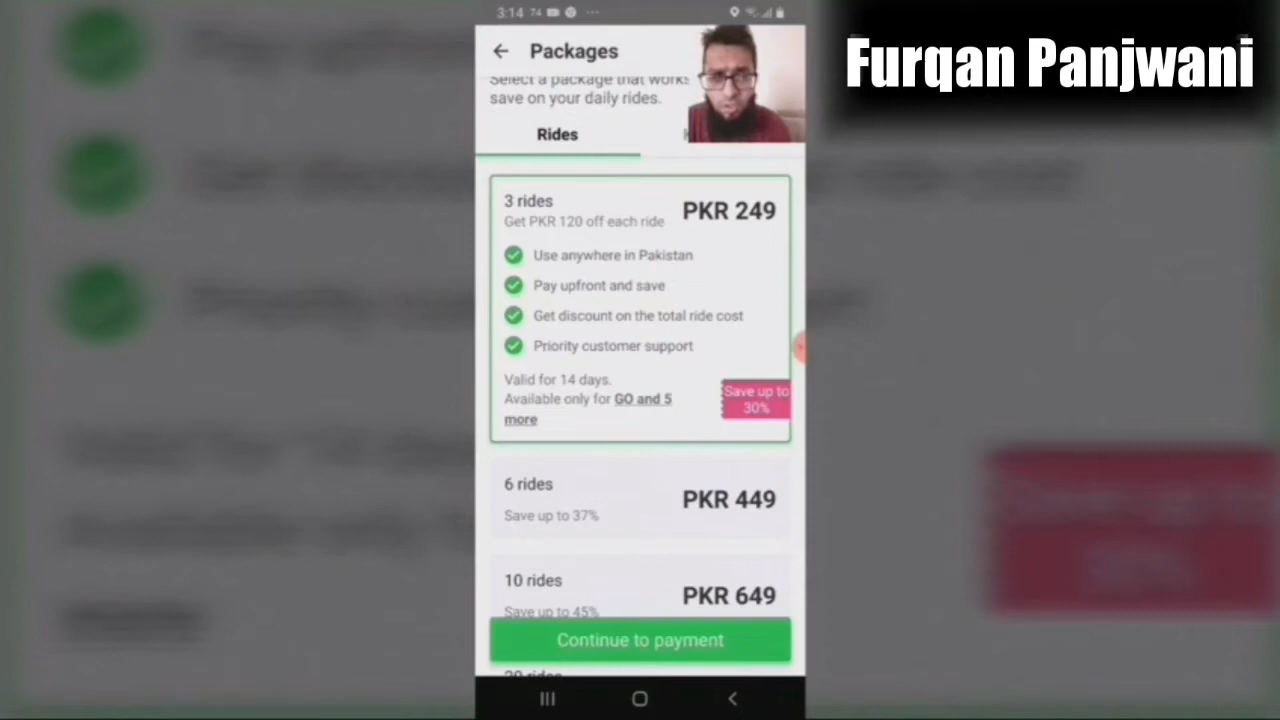 Furqan Panjwani
3:14 74
Packages
Select a package that works
save on your daily rides.
Rides
3 rides
PKR 249
Get PKR 120 off each ride
Use anywhere in Pakistan
Pay upfront and save
Get discount on the total ride cost
Priority customer support
Valid for 14 days.
Available only for GO and 5
more
Save up to
30%
6 rides
PKR 449
Save up to 37%
10 rides
PKR 649
Save up to 45%
Continue to payment